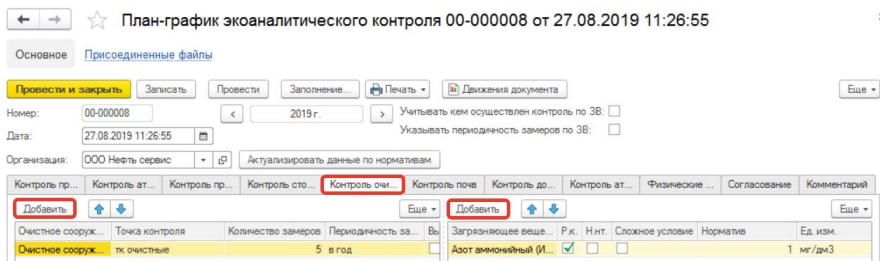 План-график экоаналитического контроля 00-000008 от 27.08.2019 11:26:55
Основное Присоединенные файлы
Провести и закрыть Записать Провести Заполнение... Печать Движения документа Еще
Номер: 00-000008 2019 г. Учитывать кем осуществлен контроль по ЗВ:
Дата: 27.08.2019 11:26:55 Указывать периодичность замеров по ЗВ:
Организация: ООО Нефть сервис Актуализировать данные по нормативам
Контроль пр... Контроль ат... Контроль пр... Контроль сто... Контроль очи... Контроль почв Контроль до... Контроль ат... Физические ... Согласование Комментарий
Добавить Еще Добавить Еще
Очистное сооруж... Точка контроля Количество замеров Периодичность за... Вы Загрязняющее веще... Р.к. Н.нт. Сложное условие Норматив Ед. изм.
Очистное сооруж... тк очистные 5 в год Азот аммонийный (И... 1 мг/дм3